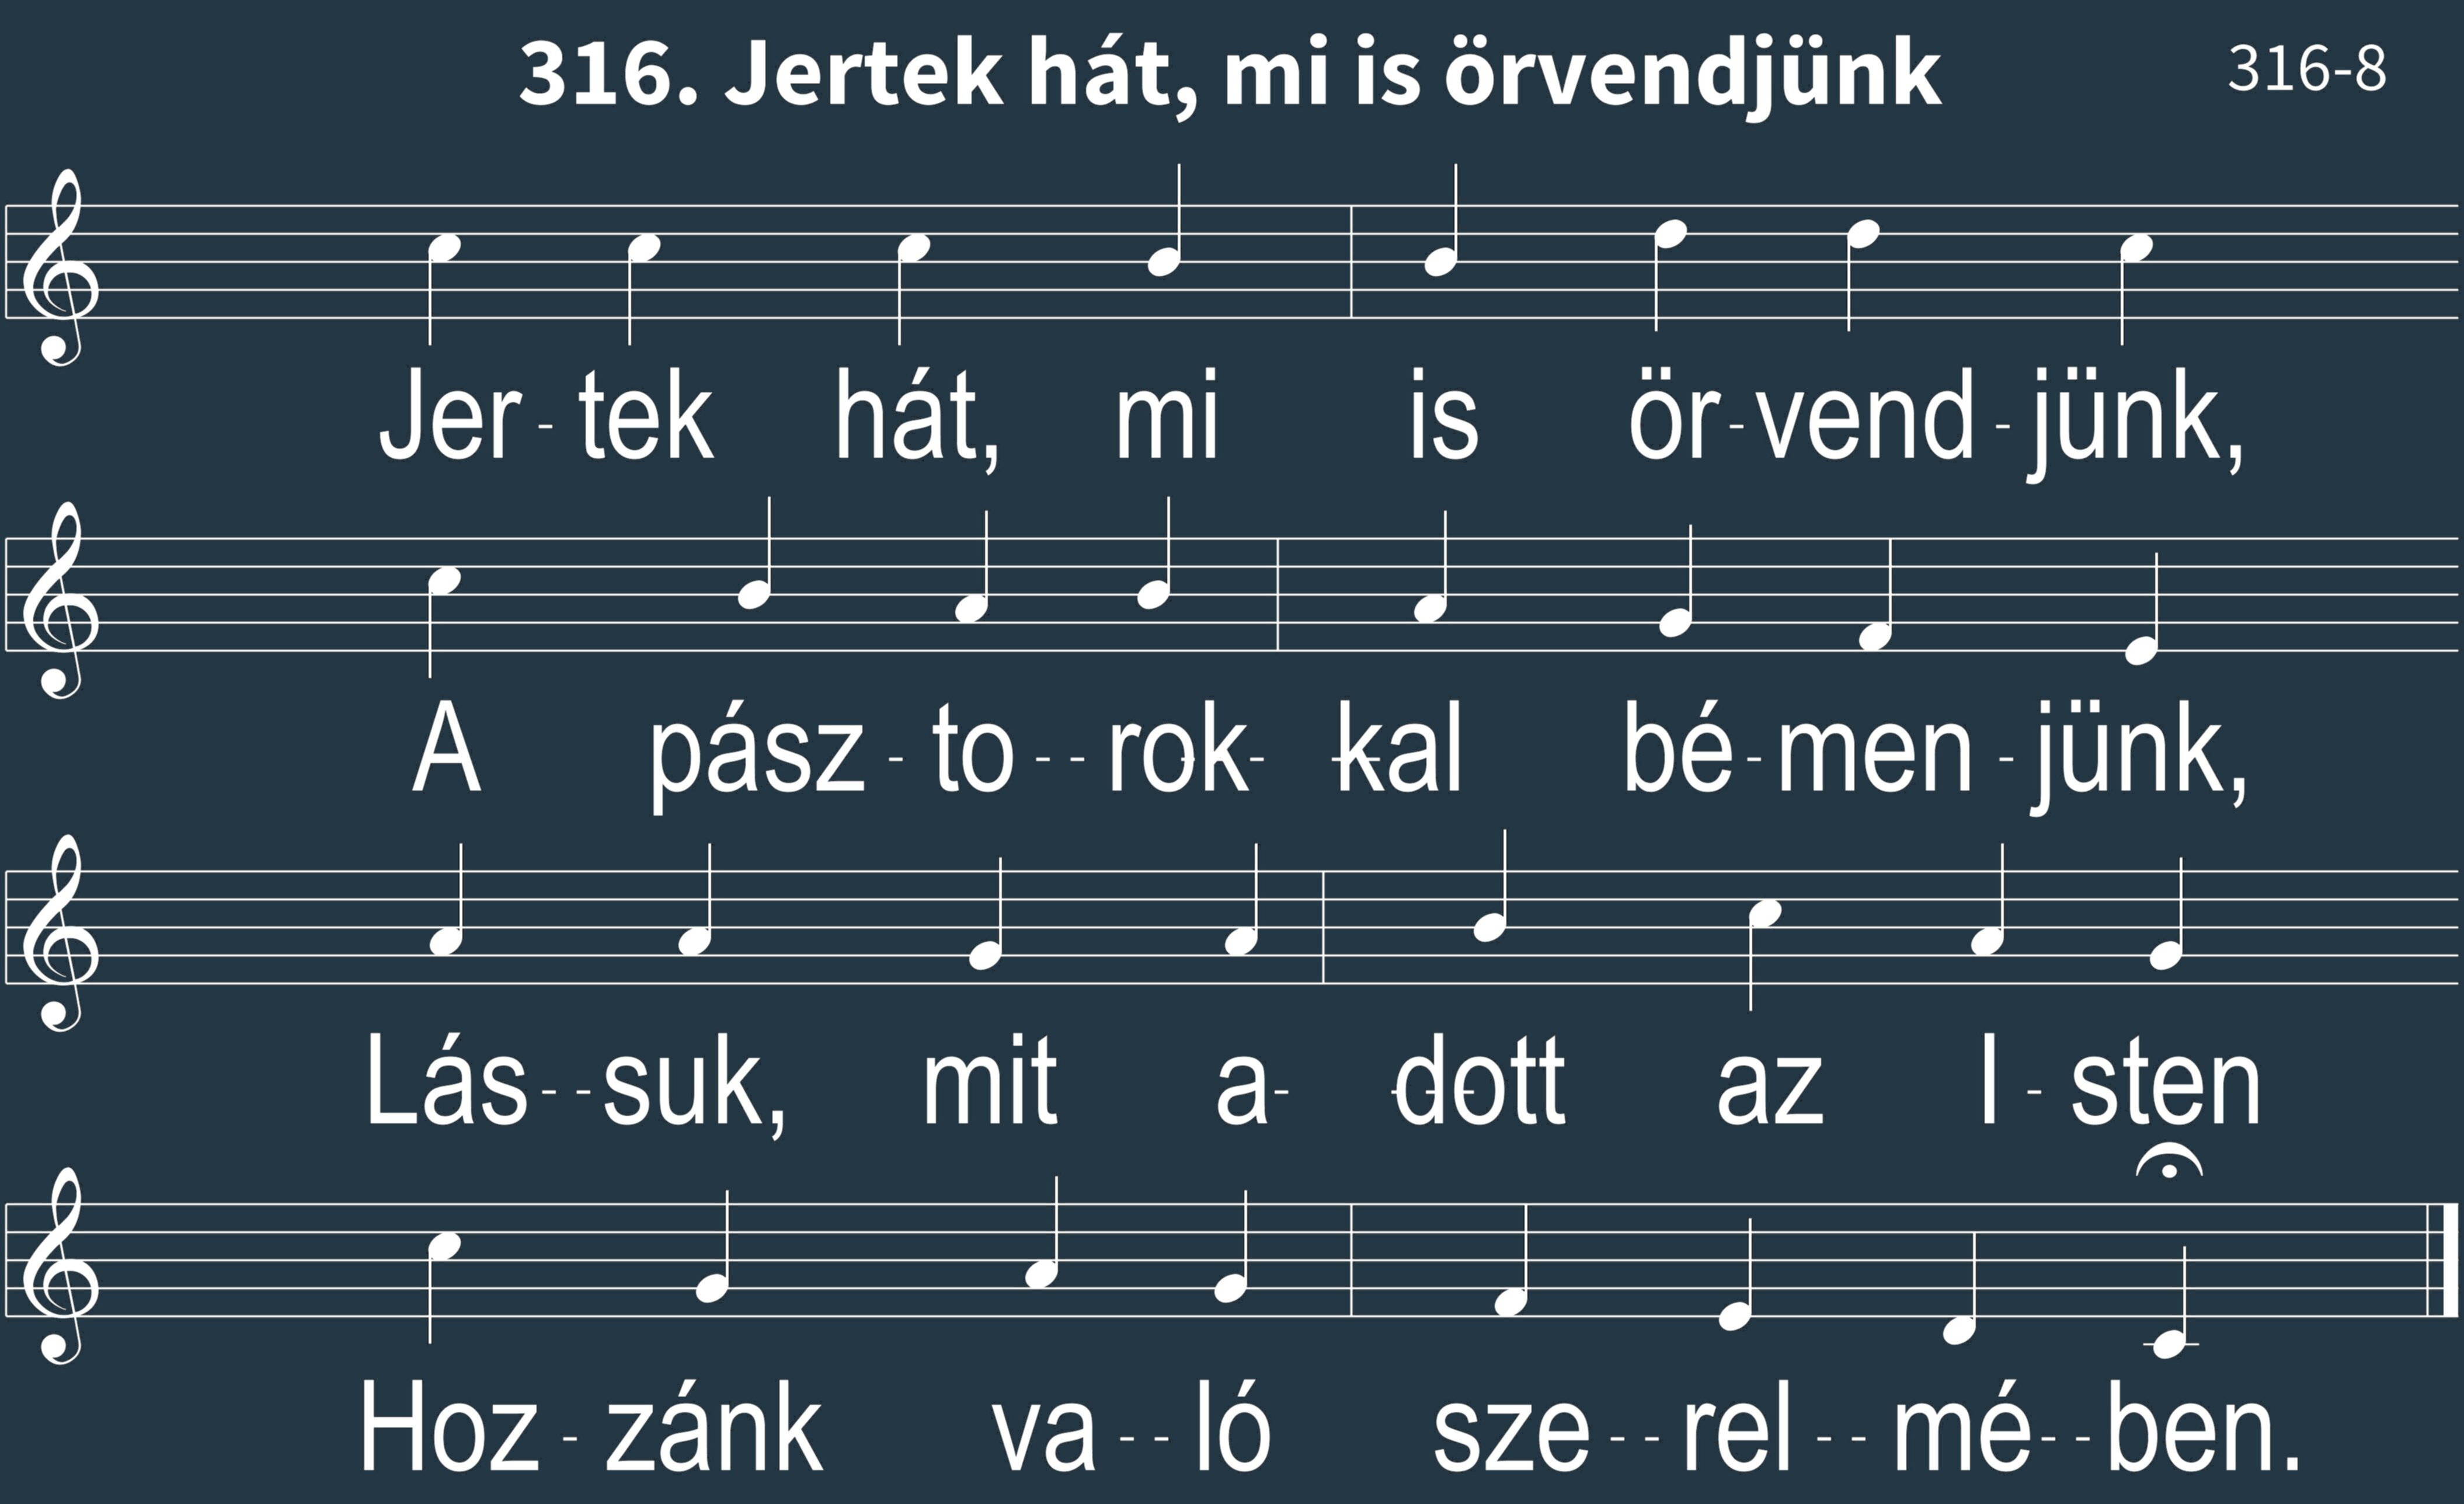 316. Jertek hát, mi is örvendjünk 316-8
Jer-tek hát, mi is ör-vend-jünk,
A pász-to--rok- -kal bé-men-jünk,
Lás--suk, mit a- -dott az I-sten
Hoz-zánk va--ló sze--rel--mé--ben.